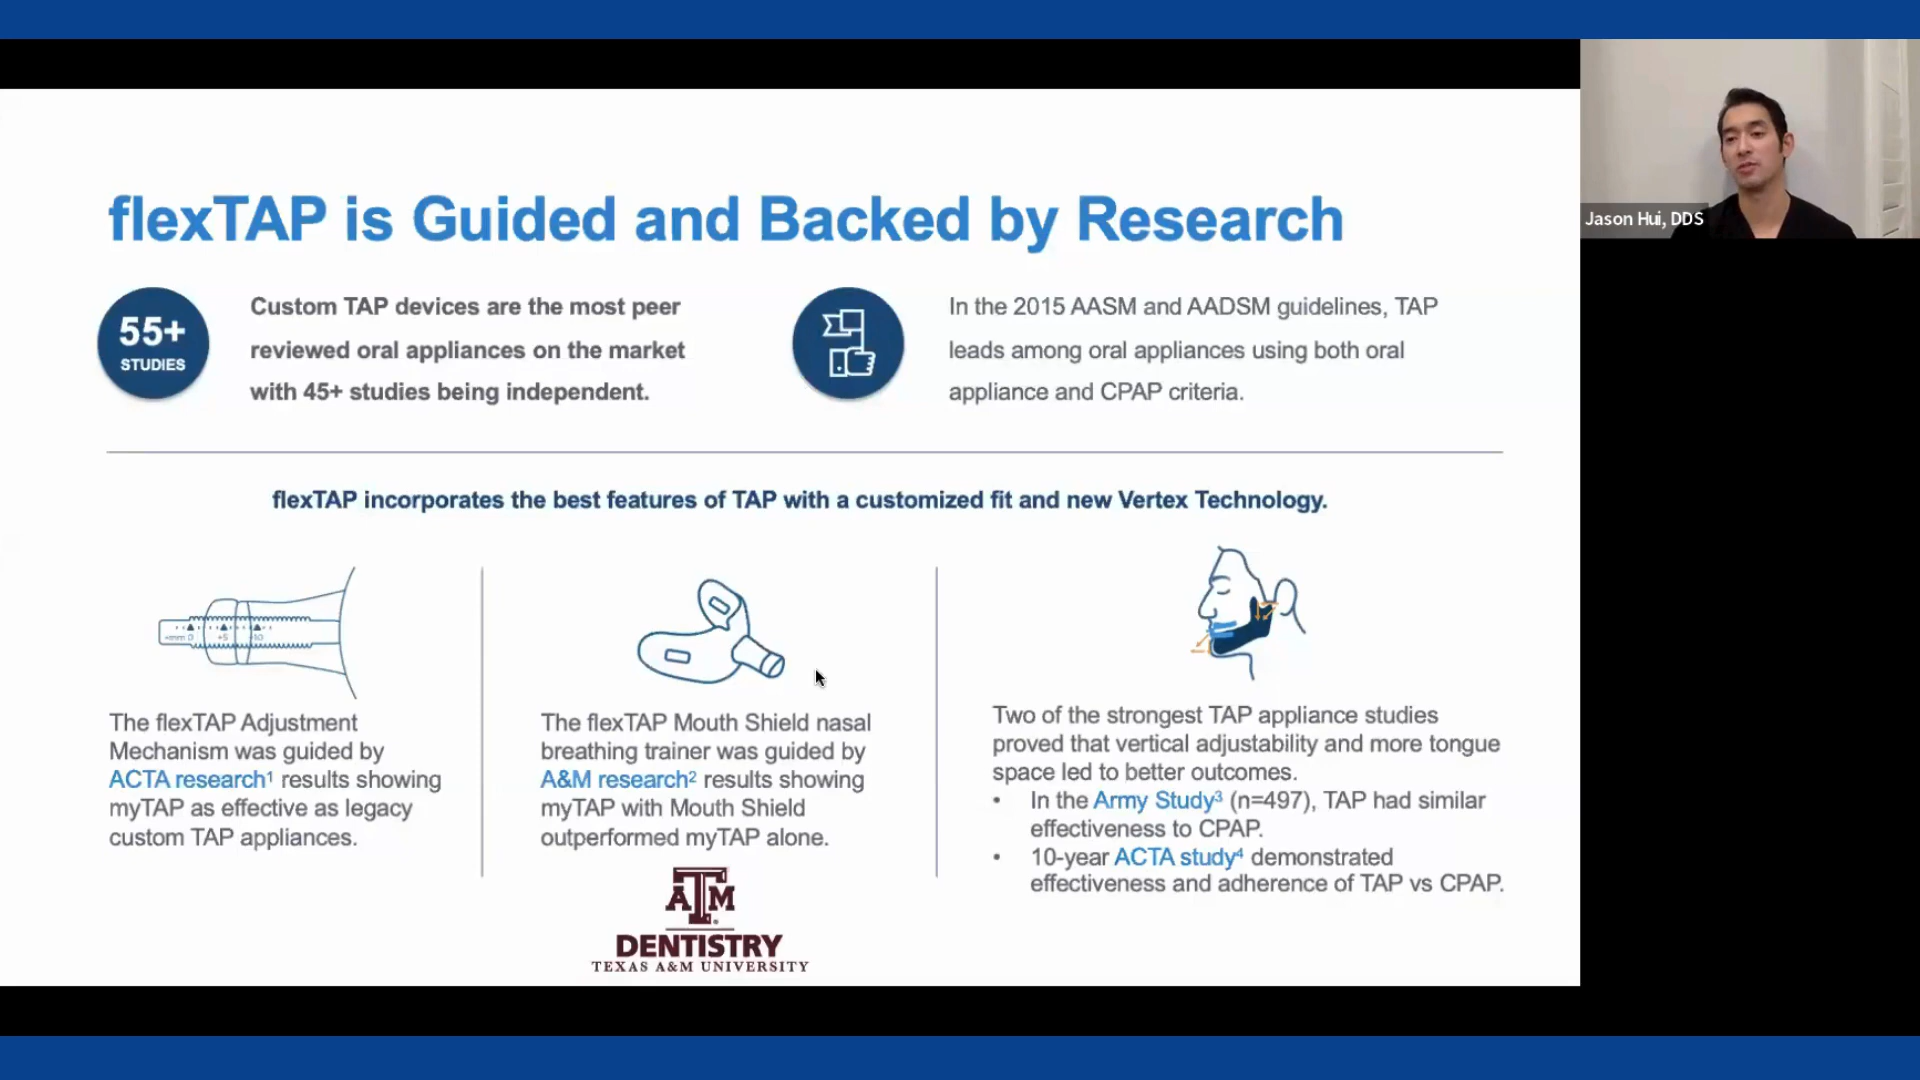 flexTAP is Guided and Backed by Research
55+
STUDIES
Custom TAP devices are the most peer
reviewed oral appliances on the market
with 45+ studies being independent.
In the 2015 AASM and AADSM guidelines, TAP
leads among oral appliances using both oral
appliance and CPAP criteria.
flexTAP incorporates the best features of TAP with a customized fit and new Vertex Technology.
The flexTAP Adjustment
Mechanism was guided by
ACTA research¹ results showing
myTAP as effective as legacy
custom TAP appliances.
The flexTAP Mouth Shield nasal
breathing trainer was guided by
A&M research² results showing
myTAP with Mouth Shield
outperformed myTAP alone.
ATM
DENTISTRY
TEXAS A&M UNIVERSITY
Two of the strongest TAP appliance studies
proved that vertical adjustability and more tongue
space led to better outcomes.
• In the Army Study³ (n=497), TAP had similar
effectiveness to CPAP.
• 10-year ACTA study⁴ demonstrated
effectiveness and adherence of TAP vs CPAP.
Jason Hui, DDS